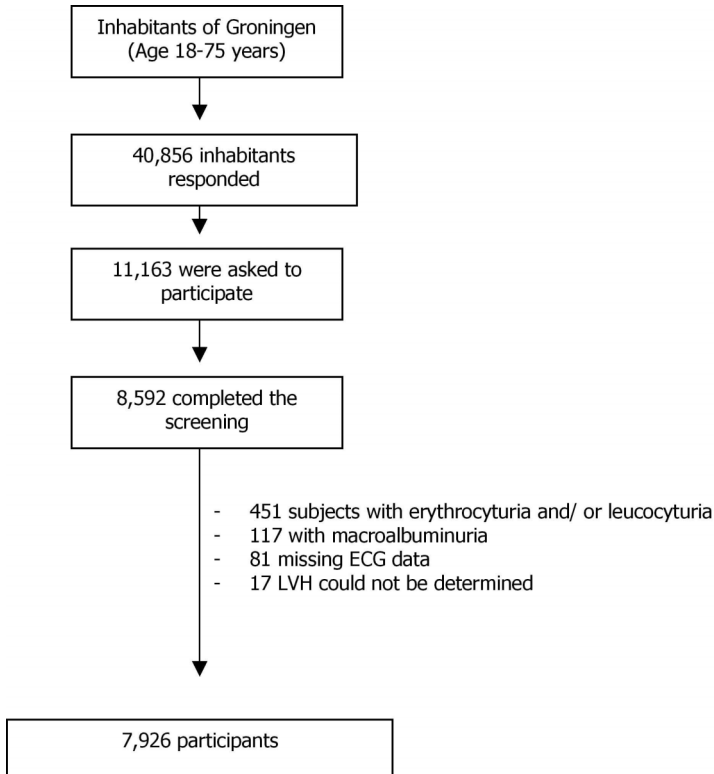 Inhabitants of Groningen
(Age 18-75 years)
40,856 inhabitants
responded
11,163 were asked to
participate
8,592 completed the
screening
- 451 subjects with erythrocyturia and/ or leucocyturia
- 117 with macroalbuminuria
- 81 missing ECG data
- 17 LVH could not be determined
7,926 participants